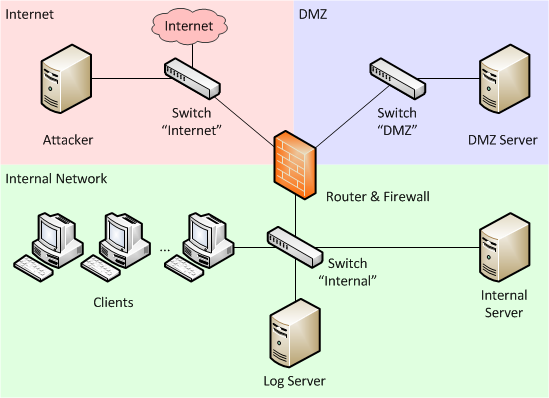 Internet
DMZ
Internet
Attacker
Switch
“Internet”
Switch
“DMZ”
DMZ Server
Internal Network
Router & Firewall
Clients
...
Switch
“Internal”
Internal
Server
Log Server